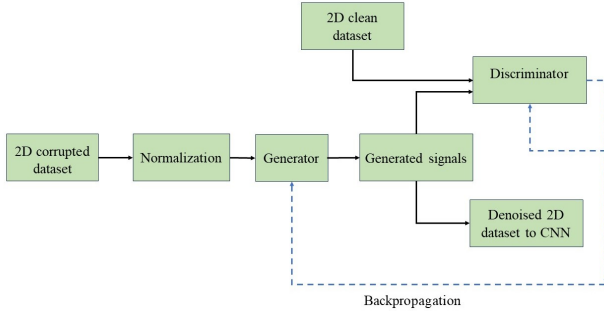 2D clean
dataset
Discriminator
2D corrupted
dataset
Normalization
Generator
Generated signals
Denoised 2D
dataset to CNN
Backpropagation